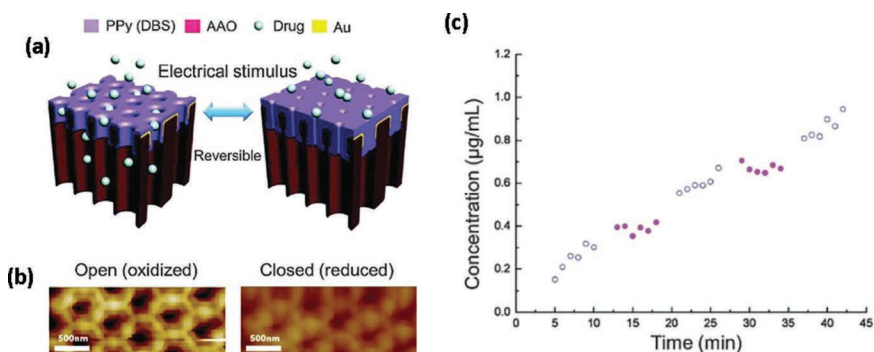 (a)
PPy (DBS) AAO Drug Au
Electrical stimulus
Reversible
(b)
Open (oxidized) Closed (reduced)
500nm 500nm
(c)
Concentration (μg/mL)
1.2
1.0
0.8
0.6
0.4
0.2
0.0
0 5 10 15 20 25 30 35 40 45
Time (min)